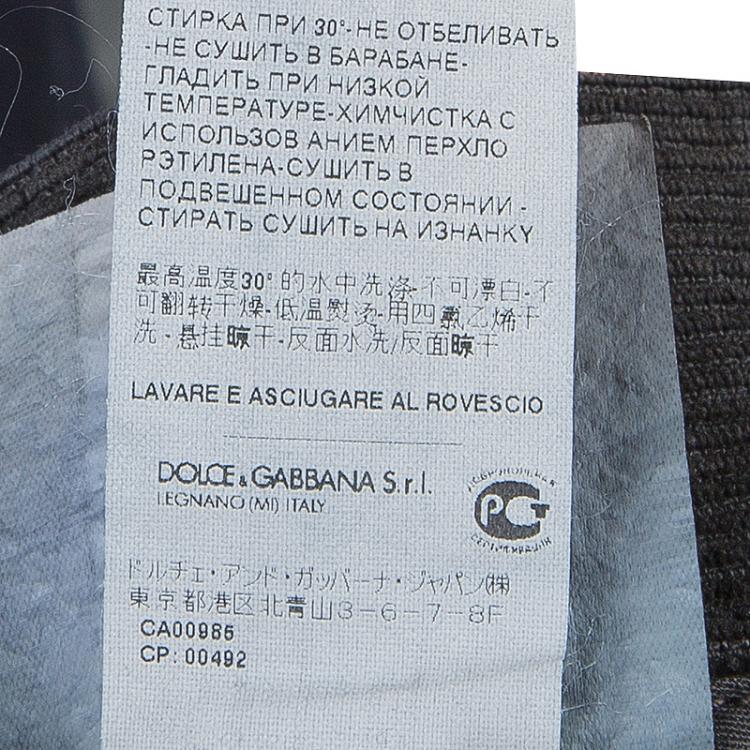 СТИРКА ПРИ 30°-НЕ ОТБЕЛИВАТЬ
-НЕ СУШИТЬ В БАРАБАНЕ-
ГЛАДИТЬ ПРИ НИЗКОЙ
ТЕМПЕРАТУРЕ-ХИМЧИСТКА С
ИСПОЛЬЗОВ АНИЕМ ПЕРХЛО
РЭТИЛЕНА-СУШИТЬ В
ПОДВЕШЕННОМ СОСТОЯНИИ -
СТИРАТЬ СУШИТЬ НА ИЗНАНКУ
最高温度30°的水中洗涤-不可漂白-不
可翻转干燥-低温熨烫-用四氯乙烯干
洗-悬挂晾干-反面水洗/反面晾干
LAVARE E ASCIUGARE AL ROVESCIO
DOLCE & GABBANA S.r.l.
LEGNANO (MI) ITALY
ДОБРОВОЛЬНАЯ
РСТ
СЕРТИФИКАЦИЯ
ドルチェ・アンド・ガッバーナ・ジャパン(株)
東京都港区北青山3-6-7-8F
CA00985
CP: 00492